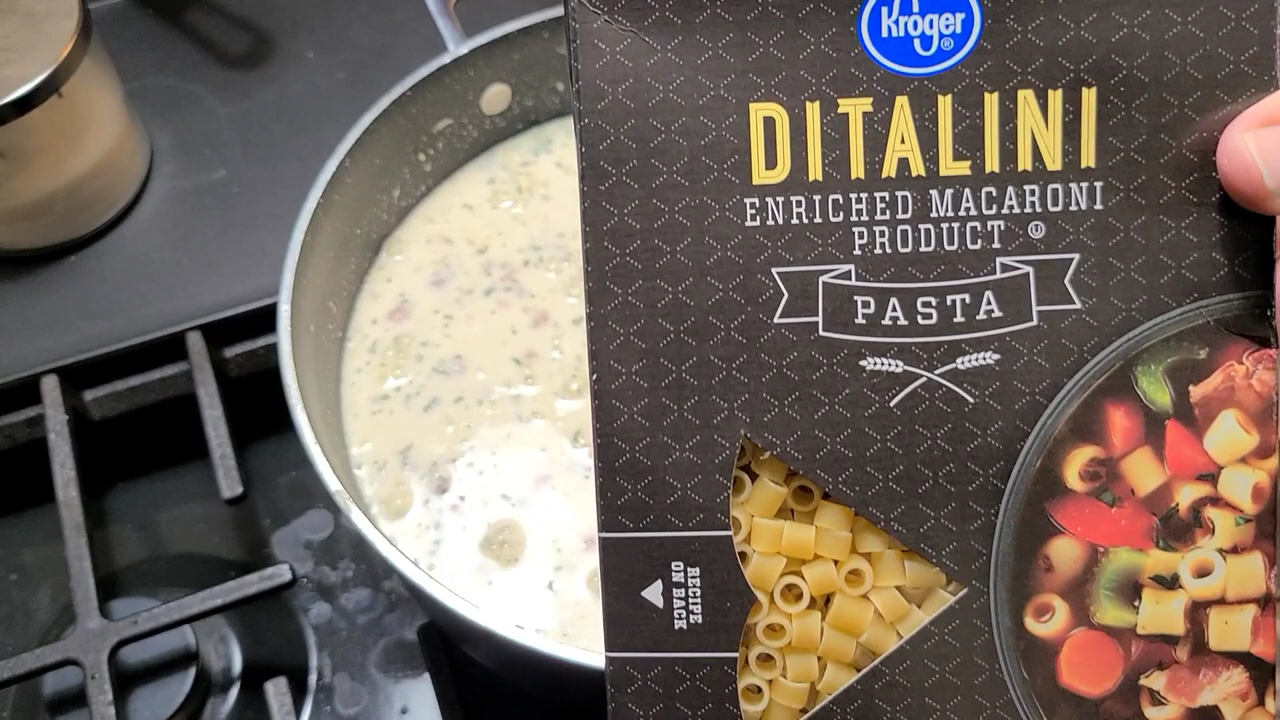 Kroger®
DITALINI
ENRICHED MACARONI
PRODUCT Ⓤ
PASTA
RECIPE
ON BACK